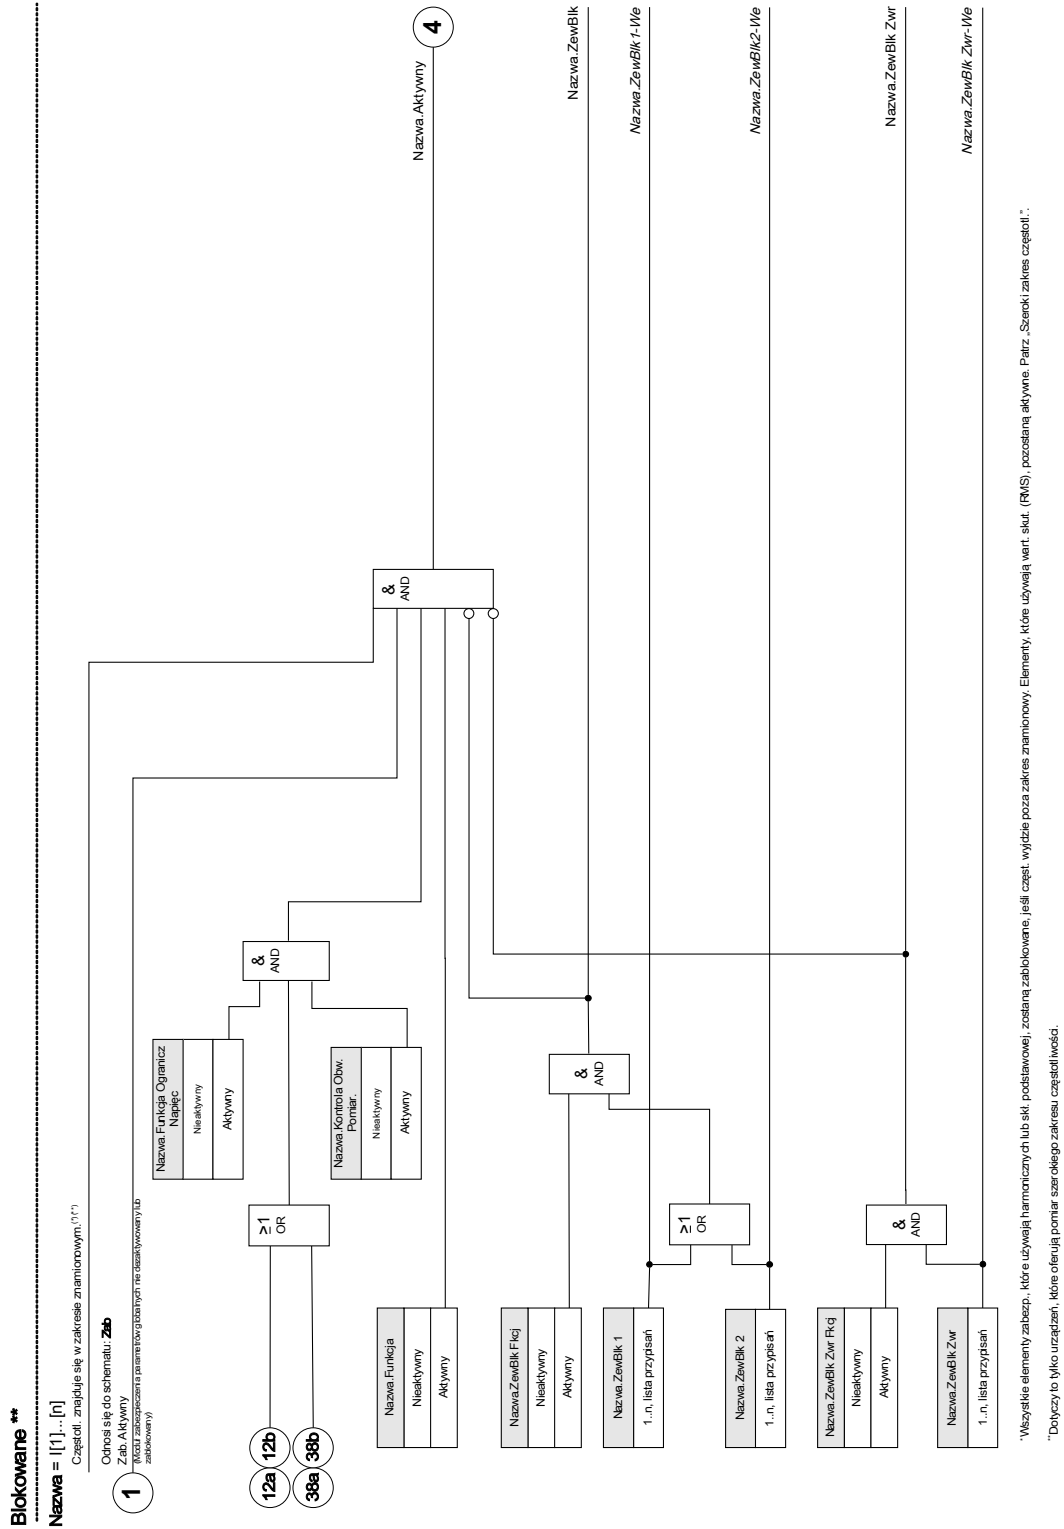 Blokowane **
Nazwa = I[1]...[n]
Częstotl. znajduje się w zakresie znamionowym.(*)(**)
Odnosi się do schematu: Zab
Zab. Aktywny
(Moduł zabezpieczenia parametrów globalnych nie dezaktywowany lub
zablokowany)
1
12a
12b
38a
38b
≥1
OR
Nazwa.Funkcja Ogranicz
Napięc
Nieaktywny
Aktywny
Nazwa.Kontrola Obw.
Pomiar.
Nieaktywny
Aktywny
&
AND
&
AND
Nazwa.Aktywny
4
Nazwa.Funkcja
Nieaktywny
Aktywny
Nazwa.ZewBlk Fkcj
Nieaktywny
Aktywny
&
AND
Nazwa.ZewBlk
Nazwa.ZewBlk 1
1..n, lista przypisań
Nazwa.ZewBlk1-We
≥1
OR
Nazwa.ZewBlk 2
1..n, lista przypisań
Nazwa.ZewBlk2-We
Nazwa.ZewBlk Zwr Fkcj
Nieaktywny
Aktywny
&
AND
Nazwa.ZewBlk Zwr
Nazwa.ZewBlk Zwr
1..n, lista przypisań
Nazwa.ZewBlk Zwr-We
*Wszystkie elementy zabezp., które używają harmonicznych lub skł. podstawowej, zostaną zablokowane, jeśli częst. wyjdzie poza zakres znamionowy. Elementy, które używają wart. skut. (RMS), pozostaną aktywne. Patrz „Szeroki zakres częstotl.”.
**Dotyczy to tylko urządzeń, które oferują pomiar szerokiego zakresu częstotliwości.